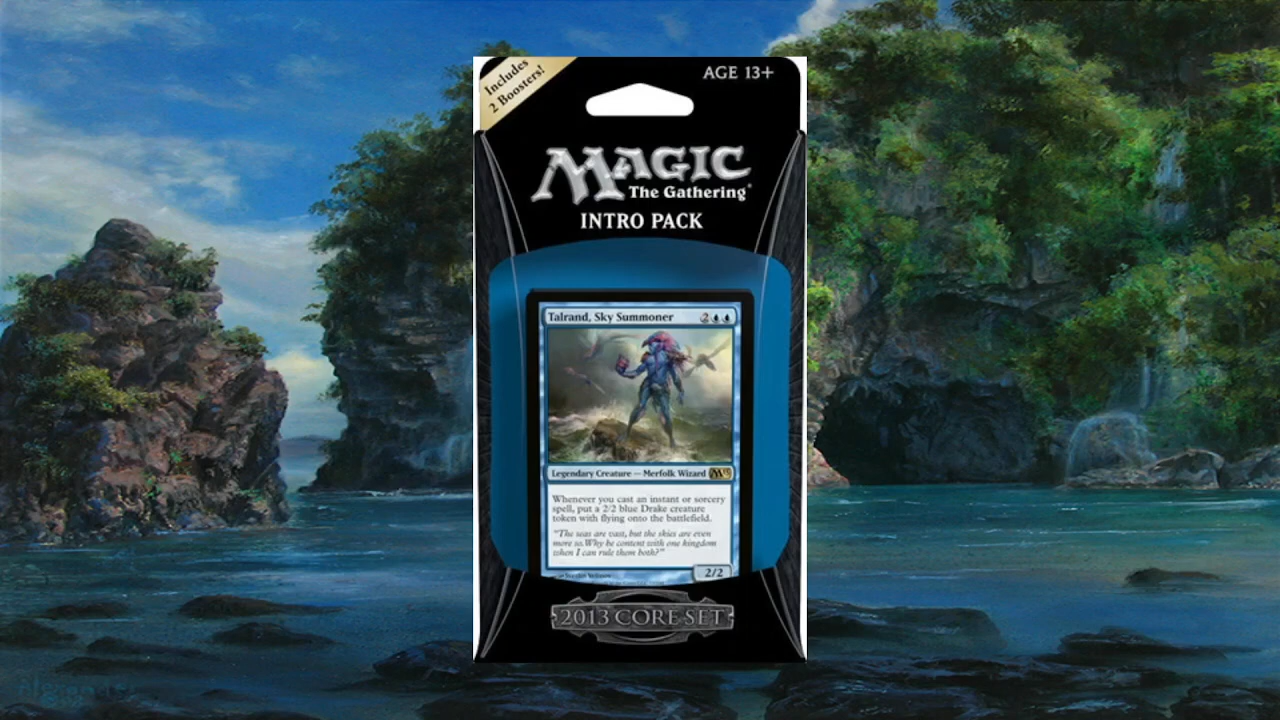 Includes
2 Boosters!
AGE 13+
MAGIC
The Gathering®
INTRO PACK
Talrand, Sky Summoner 2
Legendary Creature — Merfolk Wizard M13
Whenever you cast an instant or sorcery
spell, put a 2/2 blue Drake creature
token with flying onto the battlefield.
"The seas are vast, but the skies are even
more so. Why be content with one kingdom
when I can rule them both?"
2/2
2013 CORE SET